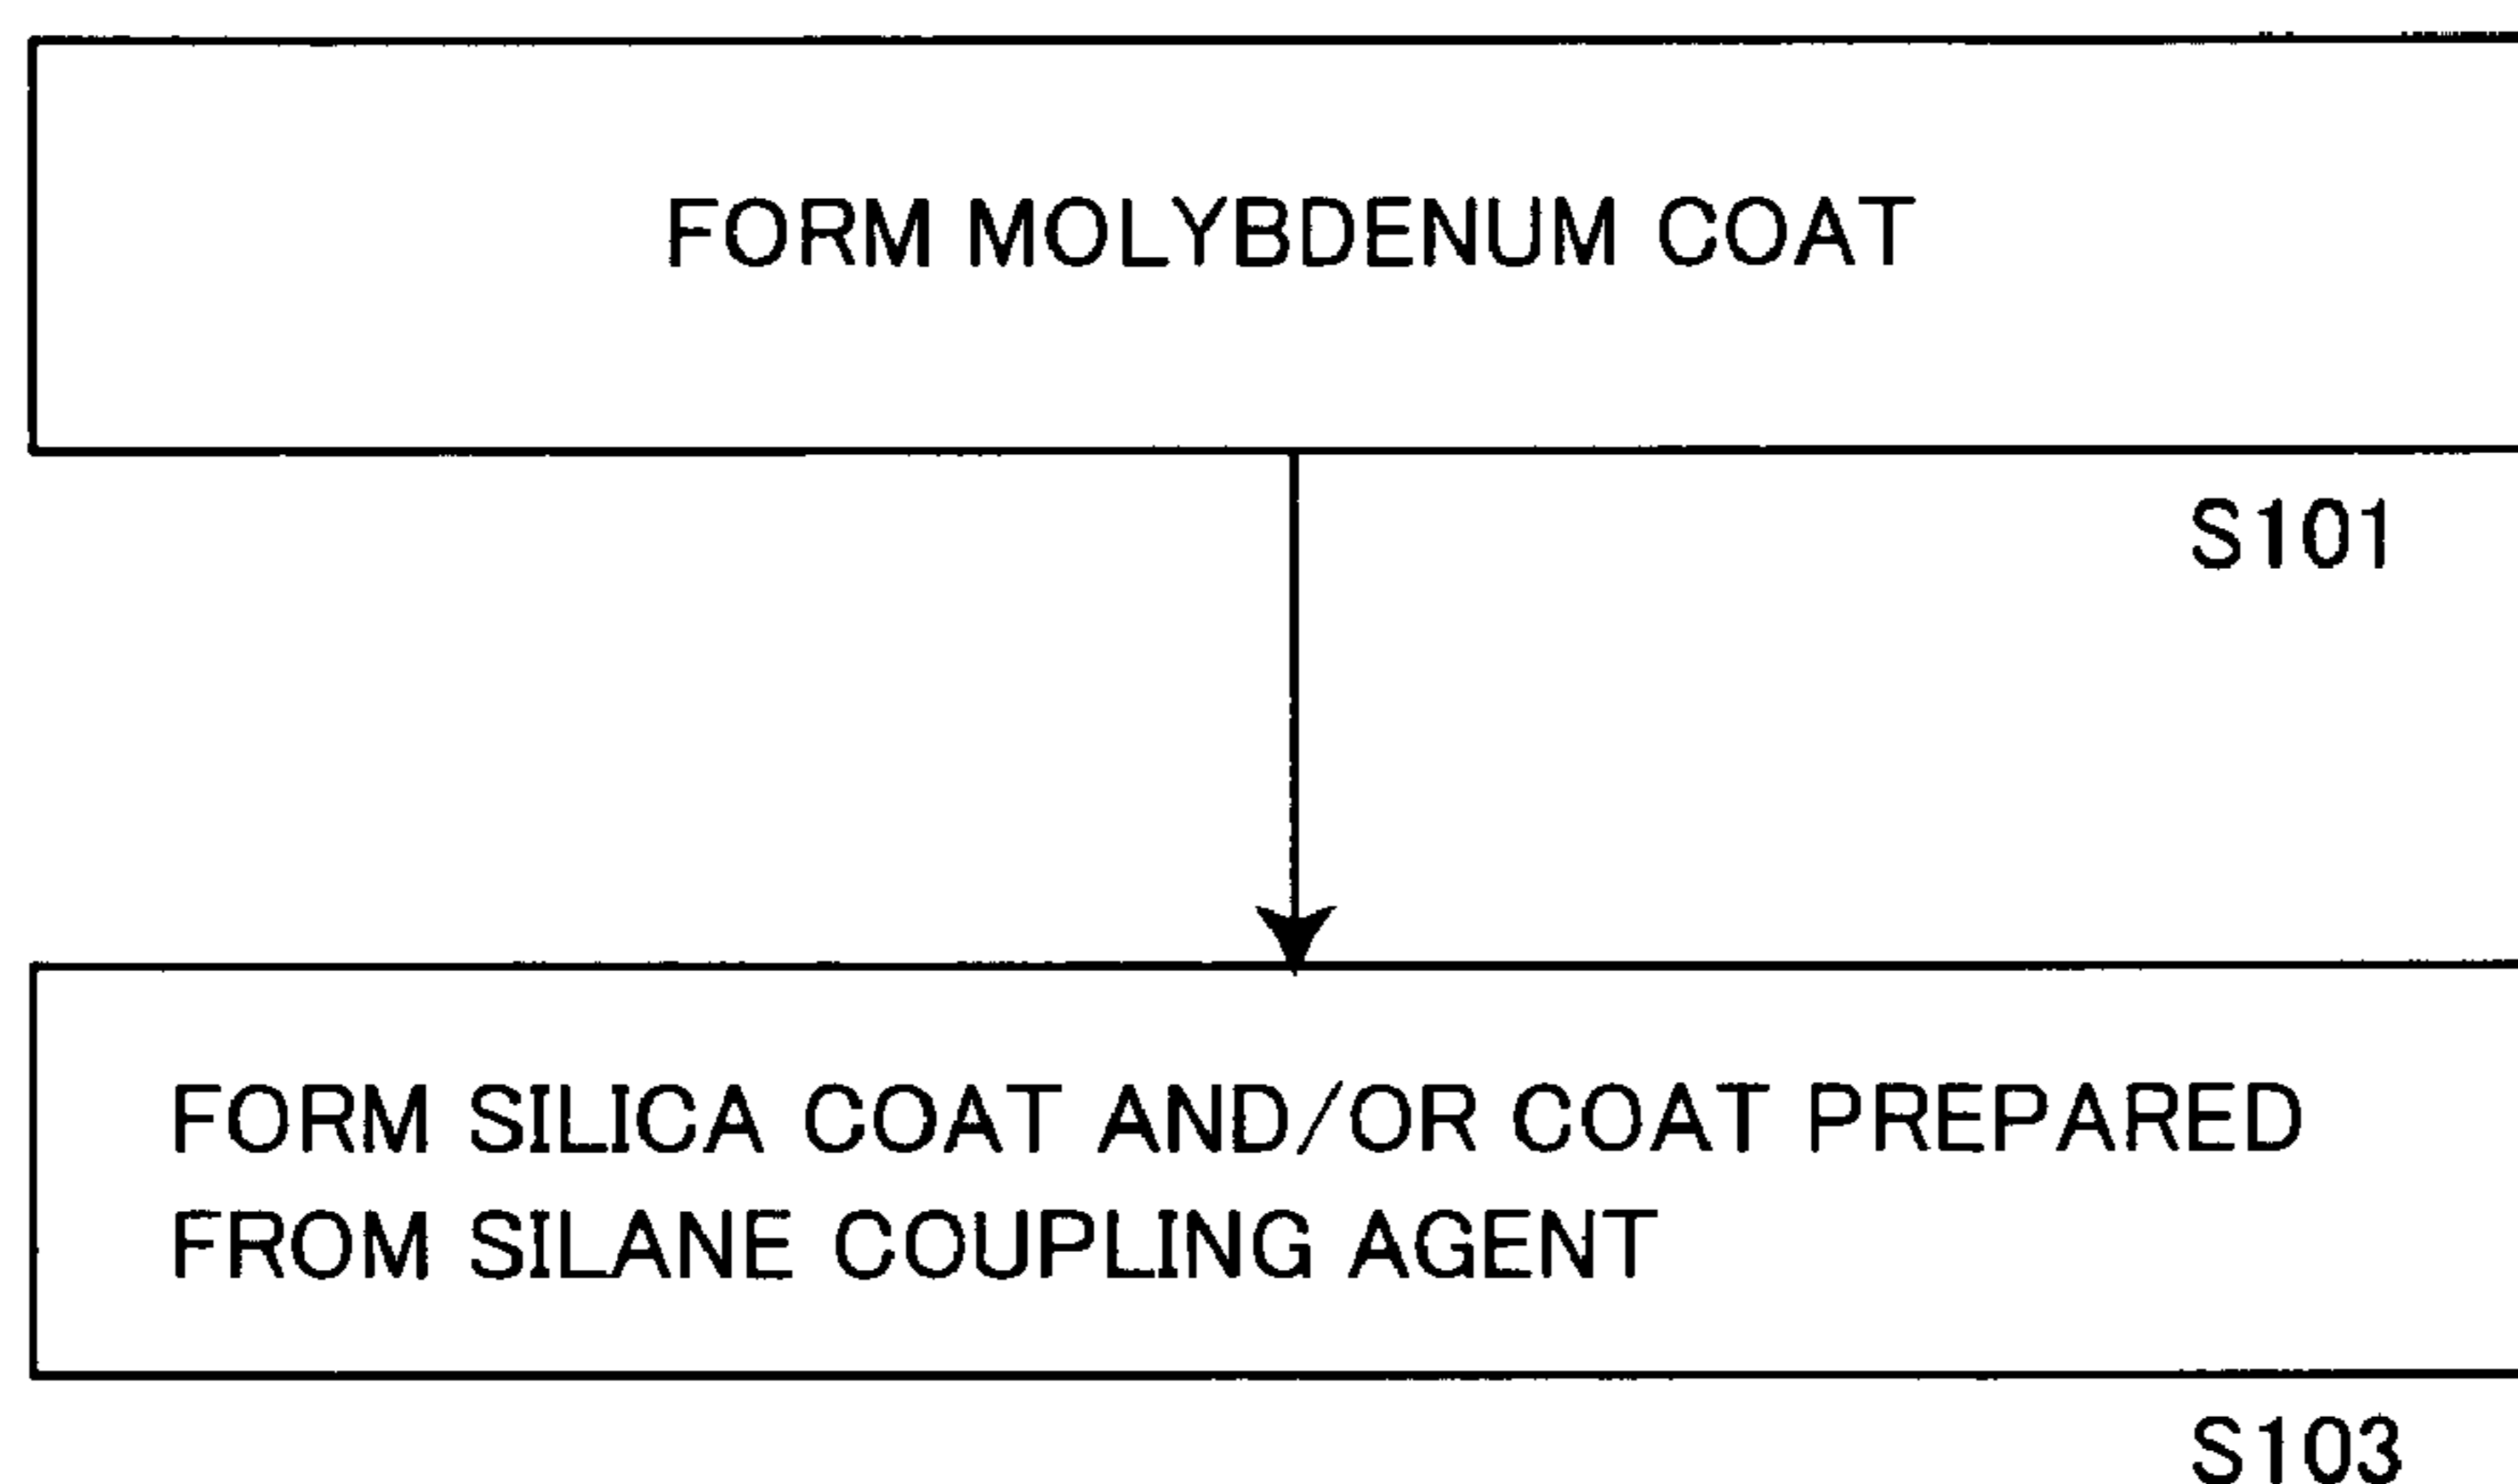 FORM MOLYBDENUM COAT
S101
FORM SILICA COAT AND/OR COAT PREPARED
FROM SILANE COUPLING AGENT
S103